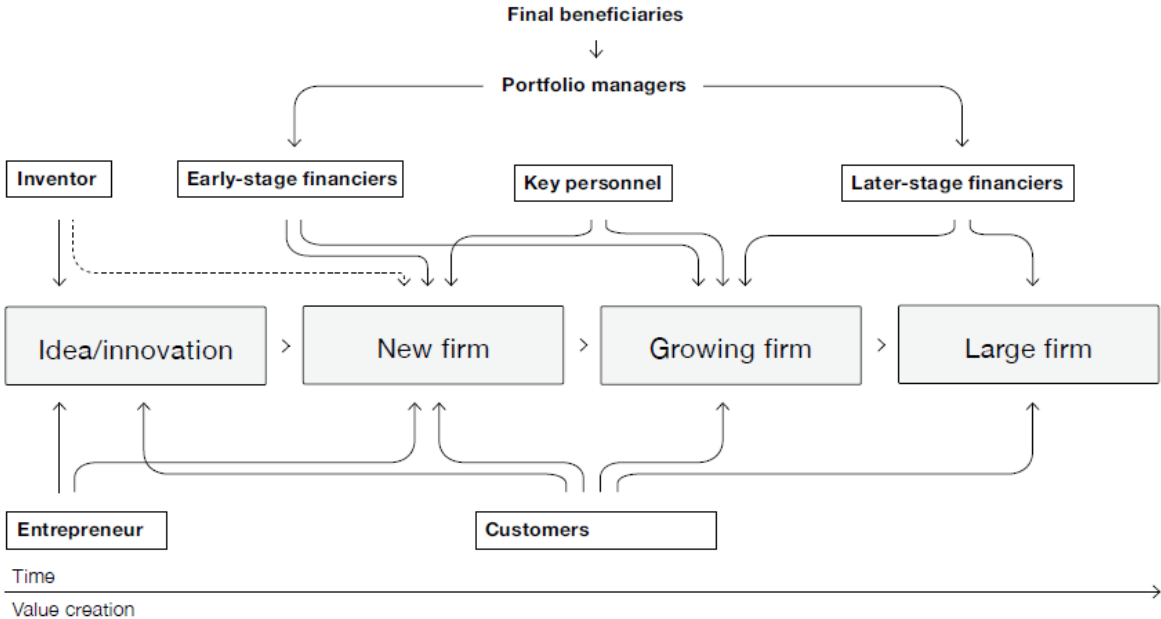 Final beneficiaries
Portfolio managers
Inventor
Early-stage financiers
Key personnel
Later-stage financiers
Idea/innovation
>
New firm
>
Growing firm
>
Large firm
Entrepreneur
Customers
Time
Value creation